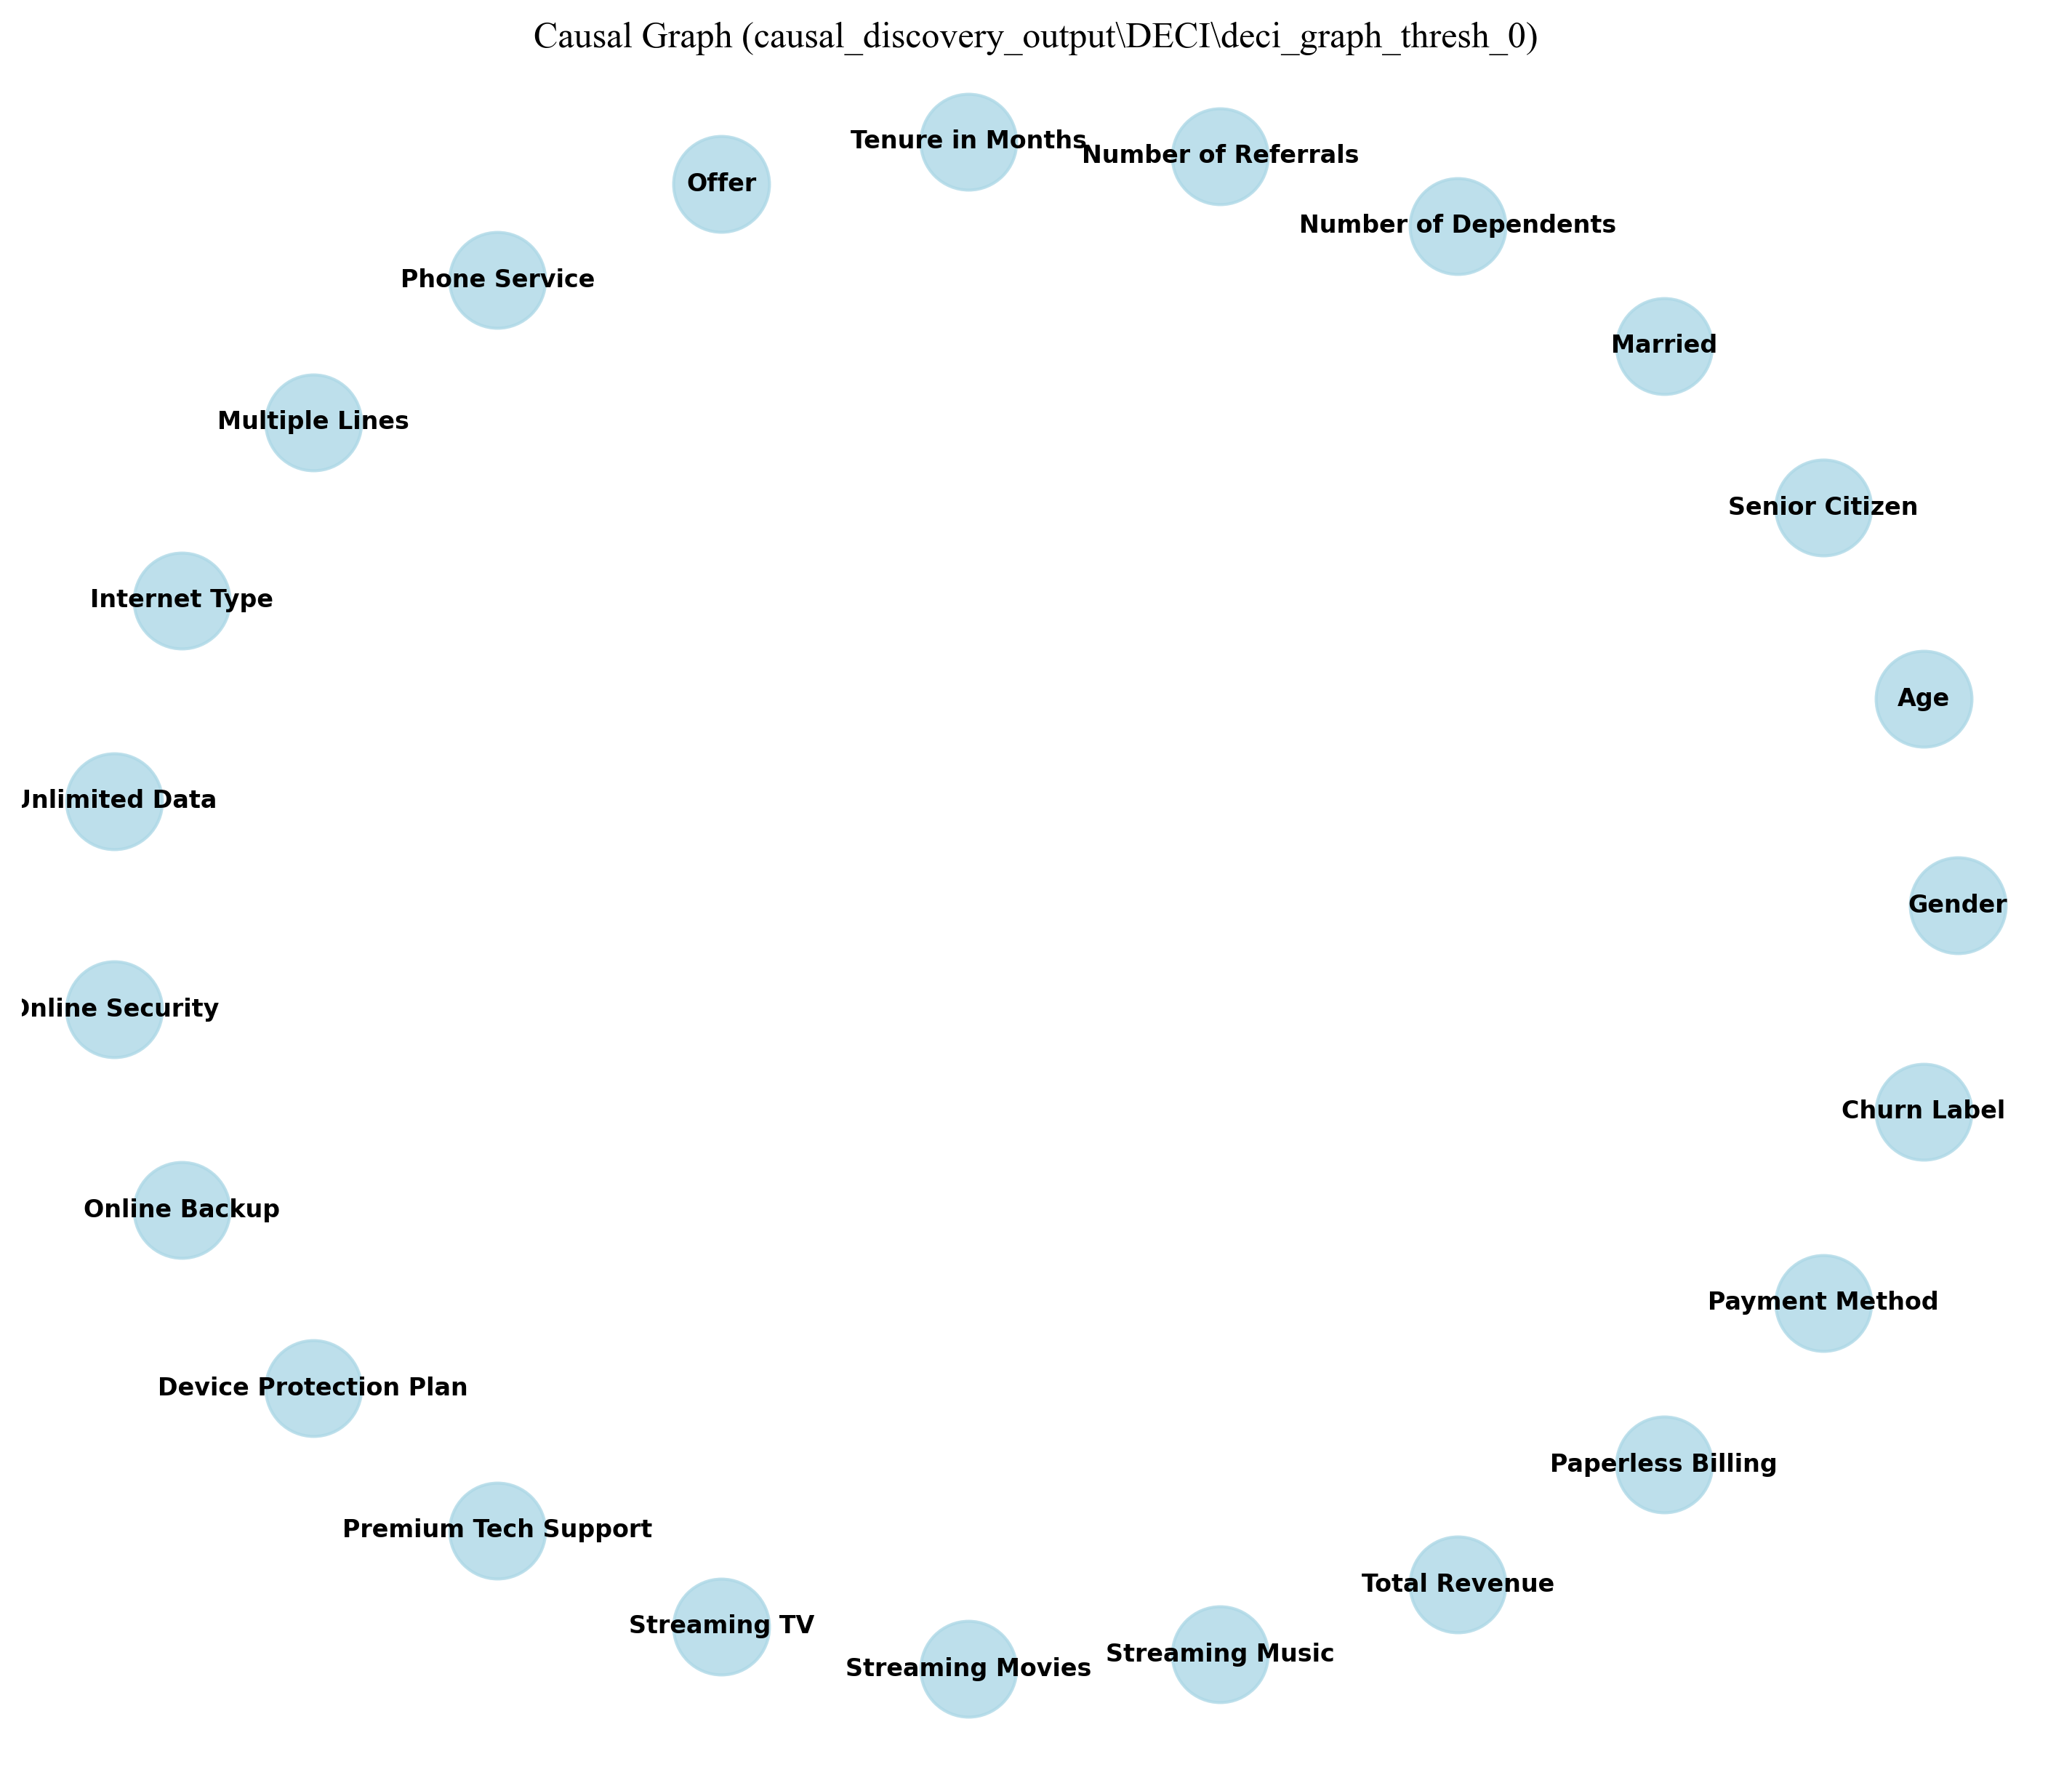 Causal Graph (causal_discovery_output\DECI\deci_graph_thresh_0)
Tenure in Months
Number of Referrals
Offer
Number of Dependents
Phone Service
Married
Multiple Lines
Senior Citizen
Internet Type
Age
Unlimited Data
Gender
Online Security
Churn Label
Online Backup
Payment Method
Device Protection Plan
Paperless Billing
Premium Tech Support
Total Revenue
Streaming TV
Streaming Music
Streaming Movies